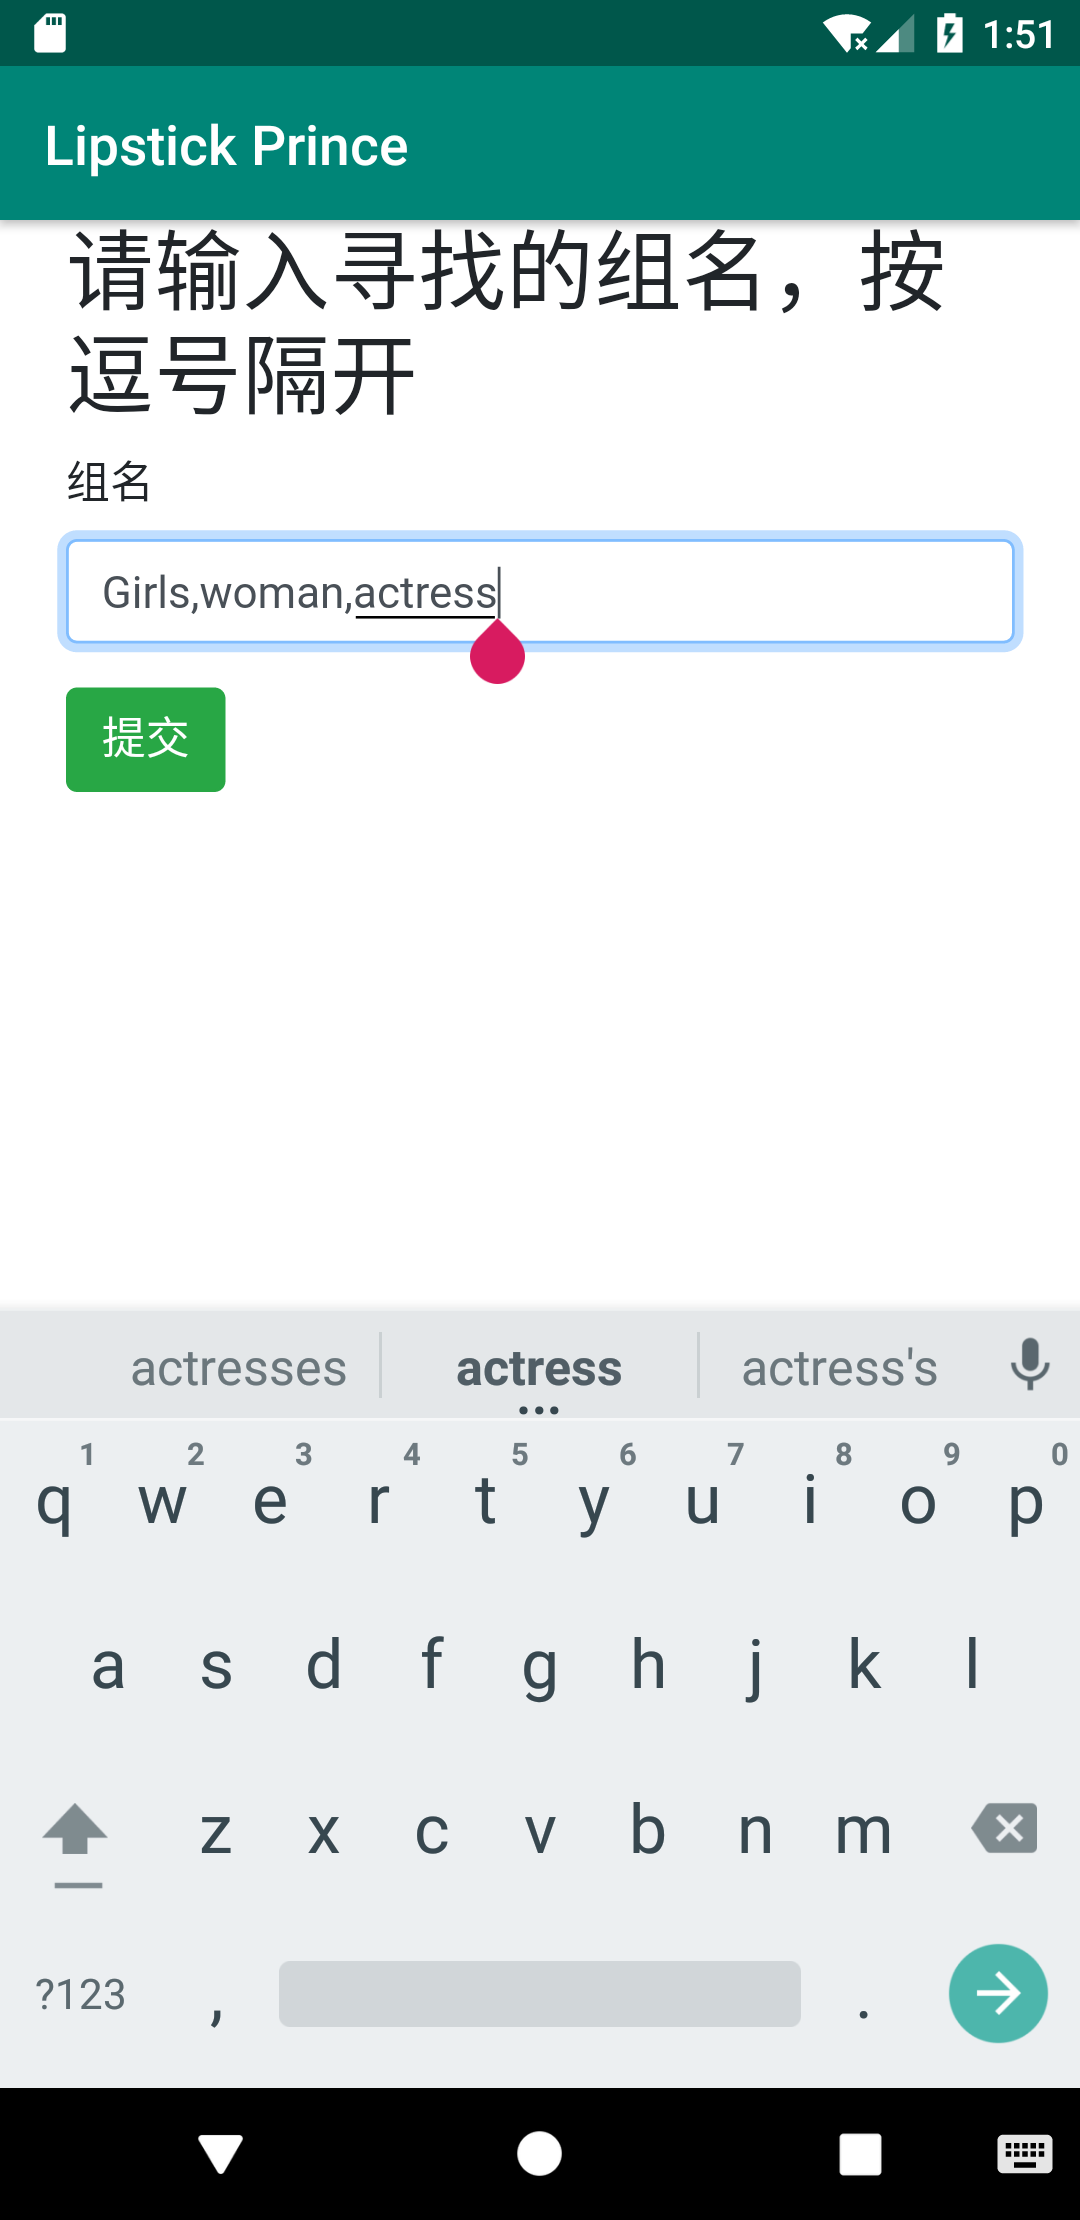 1:51
Lipstick Prince
请输入寻找的组名，按
逗号隔开
组名
Girls,woman,actress
提交
actresses actress actress's
1 2 3 4 5 6 7 8 9 0
q w e r t y u i o p
a s d f g h j k l
z x c v b n m
?123 , .